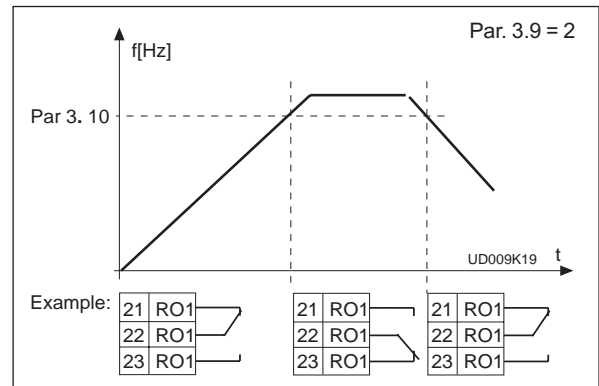 Par. 3.9 = 2
f[Hz]
Par 3. 10
UD009K19 t
Example:
21 RO1 21 RO1 21 RO1
22 RO1 22 RO1 22 RO1
23 RO1 23 RO1 23 RO1